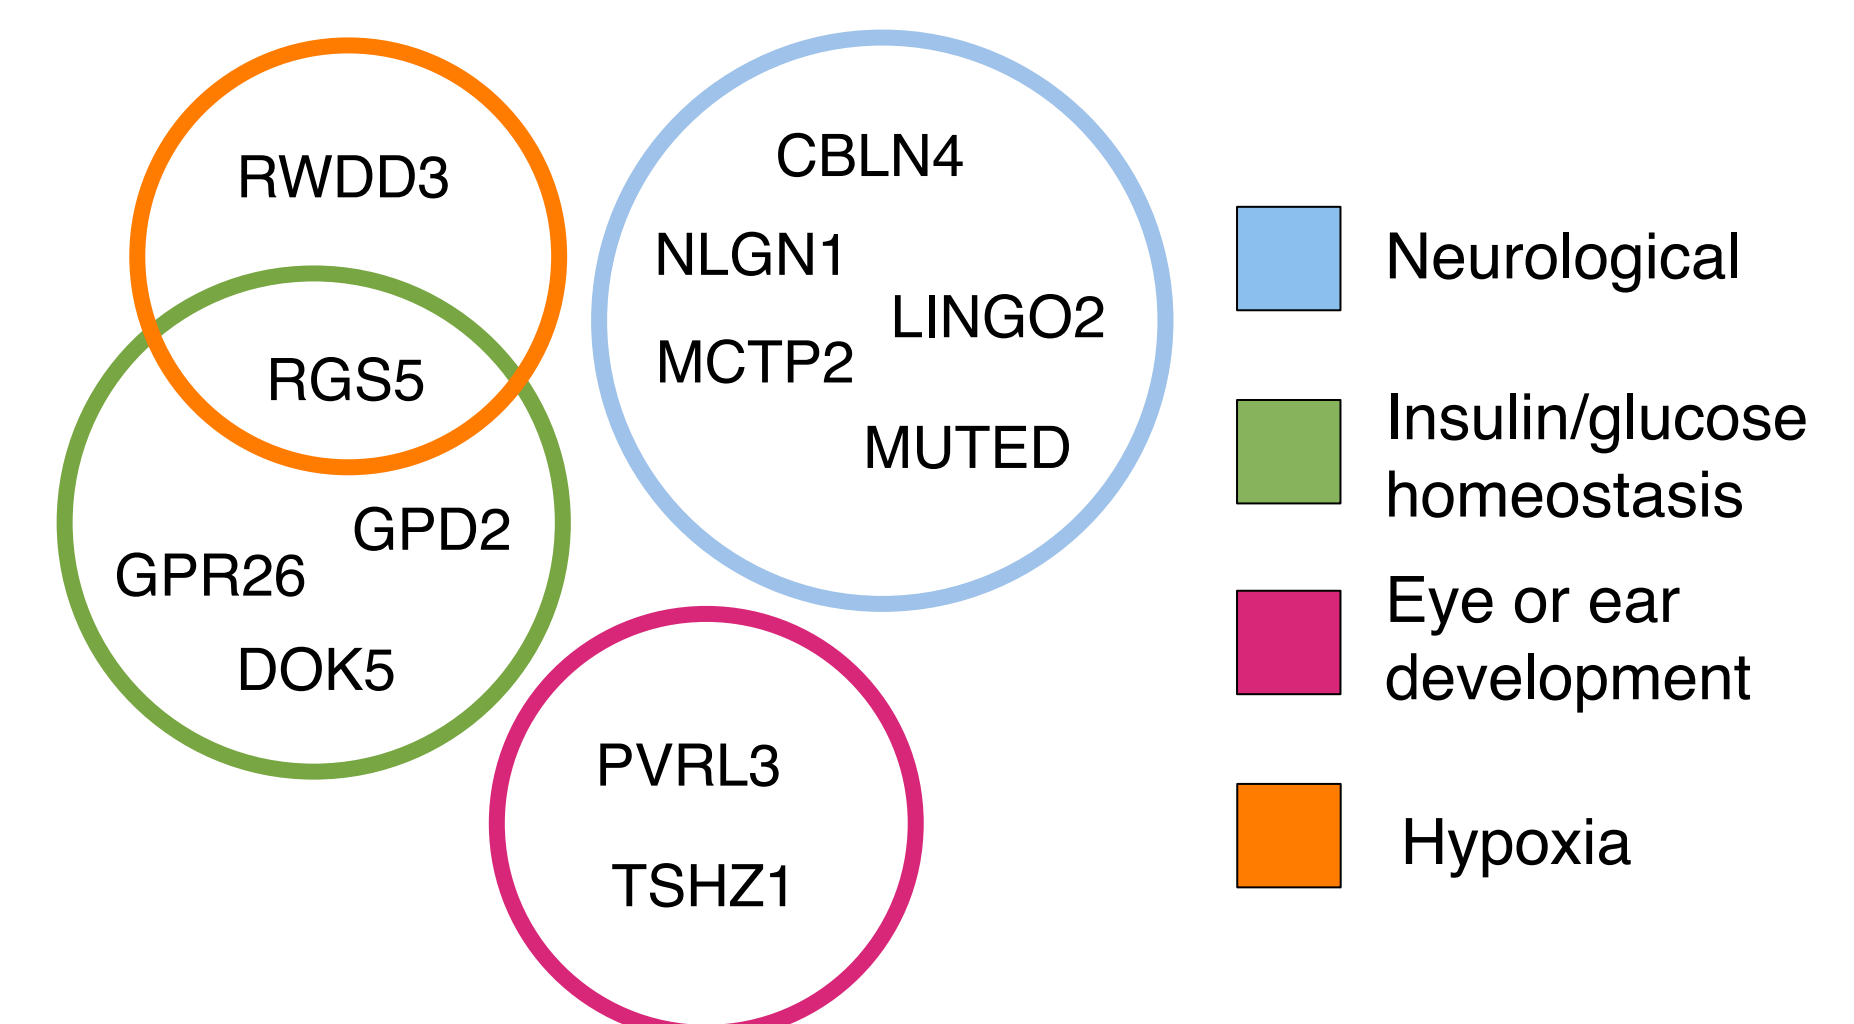 RWDD3
RGS5
GPD2
GPR26
DOK5
CBLN4
NLGN1
LINGO2
MCTP2
MUTED
PVRL3
TSHZ1
Neurological
Insulin/glucose
homeostasis
Eye or ear
development
Hypoxia